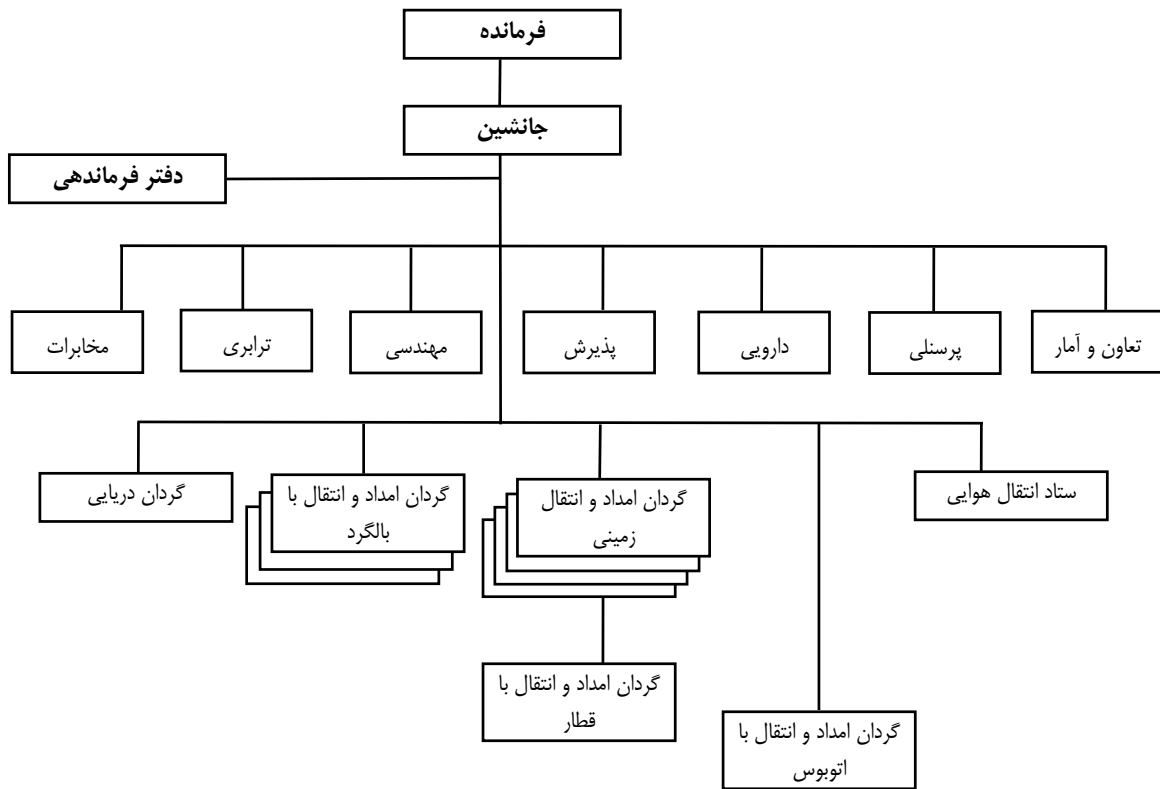 فرمانده
جانشین
دفتر فرماندهی
تعاون و آمار
پرسنلی
دارویی
پذیرش
مهندسی
ترابری
مخابرات
ستاد انتقال هوایی
گردان امداد و انتقال
زمینی
گردان امداد و انتقال با
بالگرد
گردان دریایی
گردان امداد و انتقال با
قطار
گردان امداد و انتقال با
اتوبوس